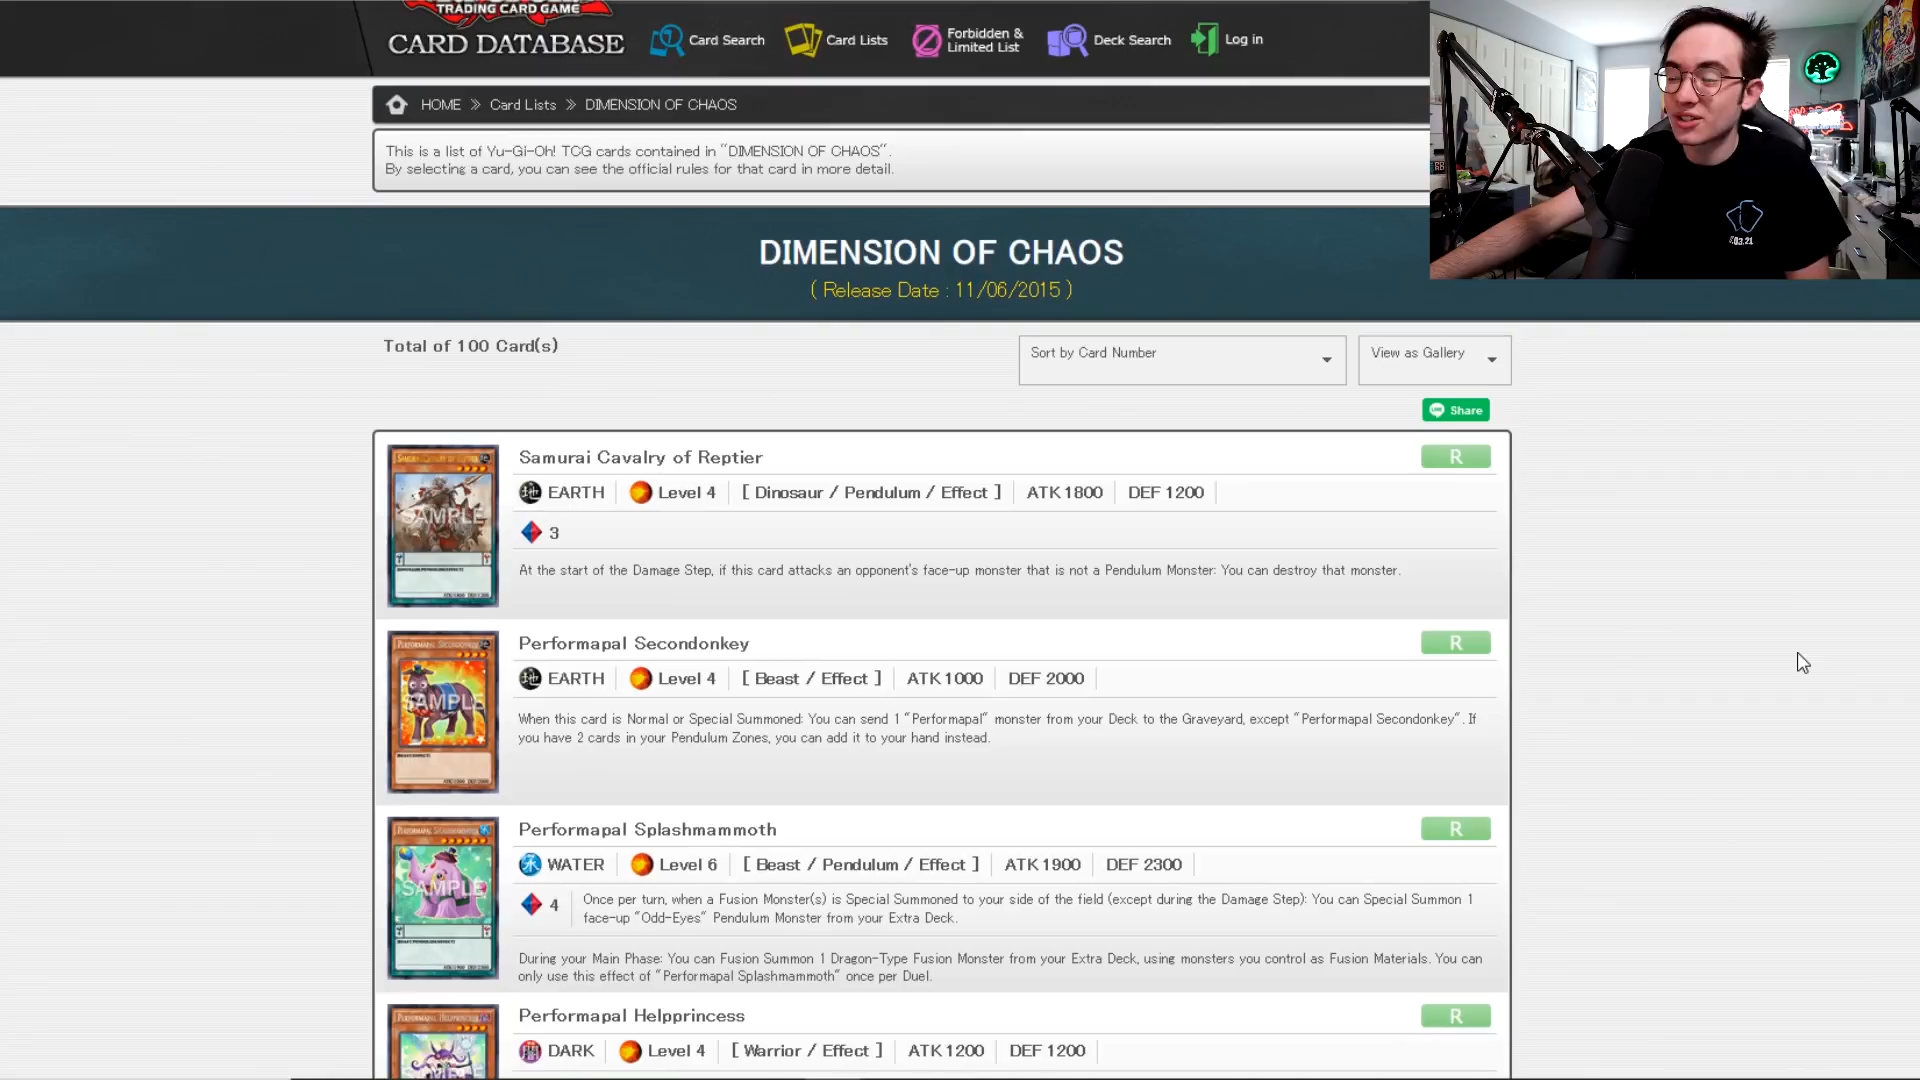 TRADING CARD GAME
CARD DATABASE
Card Search
Card Lists
Forbidden &
Limited List
Deck Search
Log in
HOME » Card Lists » DIMENSION OF CHAOS
This is a list of Yu-Gi-Oh! TCG cards contained in "DIMENSION OF CHAOS".
By selecting a card, you can see the official rules for that card in more detail.
DIMENSION OF CHAOS
( Release Date : 11/06/2015 )
Total of 100 Card(s)
Sort by Card Number
View as Gallery
Share
Samurai Cavalry of Reptier
R
地 EARTH Level 4 [ Dinosaur / Pendulum / Effect ] ATK 1800 DEF 1200
3
At the start of the Damage Step, if this card attacks an opponent's face-up monster that is not a Pendulum Monster: You can destroy that monster.
SAMPLE
Performapal Secondonkey
R
地 EARTH Level 4 [ Beast / Effect ] ATK 1000 DEF 2000
When this card is Normal or Special Summoned: You can send 1 "Performapal" monster from your Deck to the Graveyard, except "Performapal Secondonkey". If
you have 2 cards in your Pendulum Zones, you can add it to your hand instead.
SAMPLE
Performapal Splashmammoth
R
水 WATER Level 6 [ Beast / Pendulum / Effect ] ATK 1900 DEF 2300
4
Once per turn, when a Fusion Monster(s) is Special Summoned to your side of the field (except during the Damage Step): You can Special Summon 1
face-up "Odd-Eyes" Pendulum Monster from your Extra Deck.
During your Main Phase: You can Fusion Summon 1 Dragon-Type Fusion Monster from your Extra Deck, using monsters you control as Fusion Materials. You can
only use this effect of "Performapal Splashmammoth" once per Duel.
SAMPLE
Performapal Helpprincess
R
DARK Level 4 [ Warrior / Effect ] ATK 1200 DEF 1200